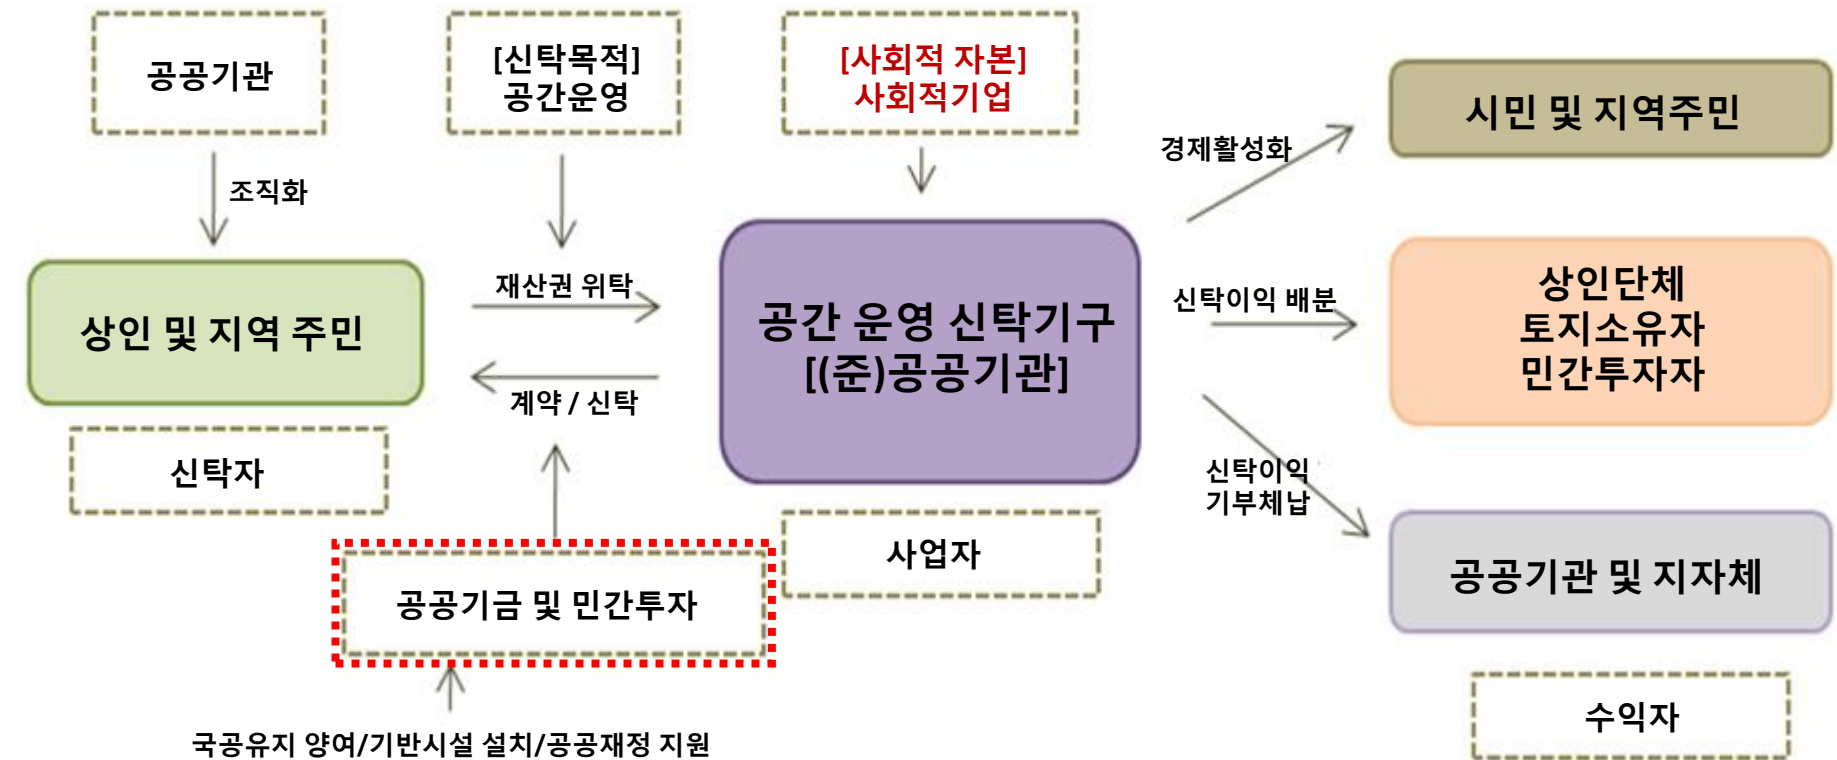 공공기관
[신탁목적]
공간운영
[사회적 자본]
사회적기업
시민 및 지역주민
조직화
경제활성화
상인 및 지역 주민
재산권 위탁
계약 / 신탁
공간 운영 신탁기구
[(준)공공기관]
신탁이익 배분
상인단체
토지소유자
민간투자자
신탁자
신탁이익
기부체납
사업자
공공기금 및 민간투자
공공기관 및 지자체
수익자
국공유지 양여/기반시설 설치/공공재정 지원